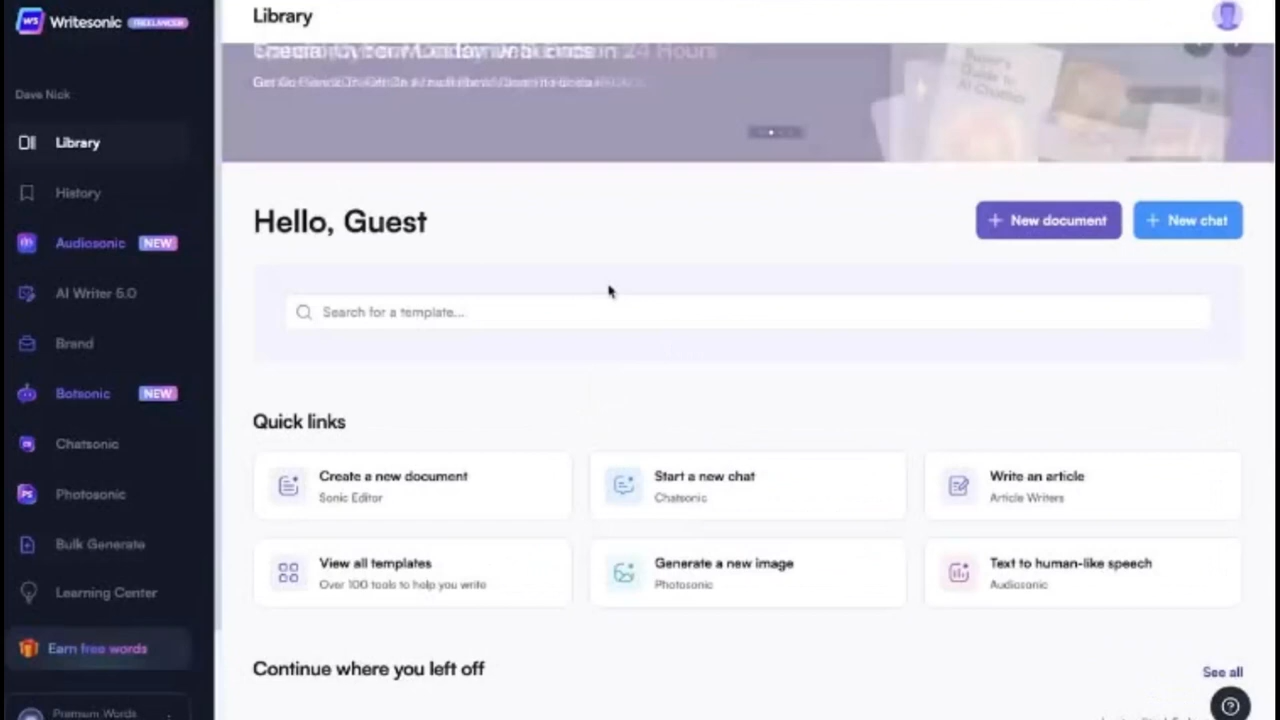 Writesonic FREELANCER
Dave Nick
Library
History
Audiosonic NEW
AI Writer 5.0
Brand
Botsonic NEW
Chatsonic
Photosonic
Bulk Generate
Learning Center
Earn free words
Premium Words
Library
in 24 Hours
Hello, Guest
New document
New chat
Search for a template...
Quick links
Create a new document
Sonic Editor
Start a new chat
Chatsonic
Write an article
Article Writers
View all templates
Over 100 tools to help you write
Generate a new image
Photosonic
Text to human-like speech
Audiosonic
Continue where you left off
See all